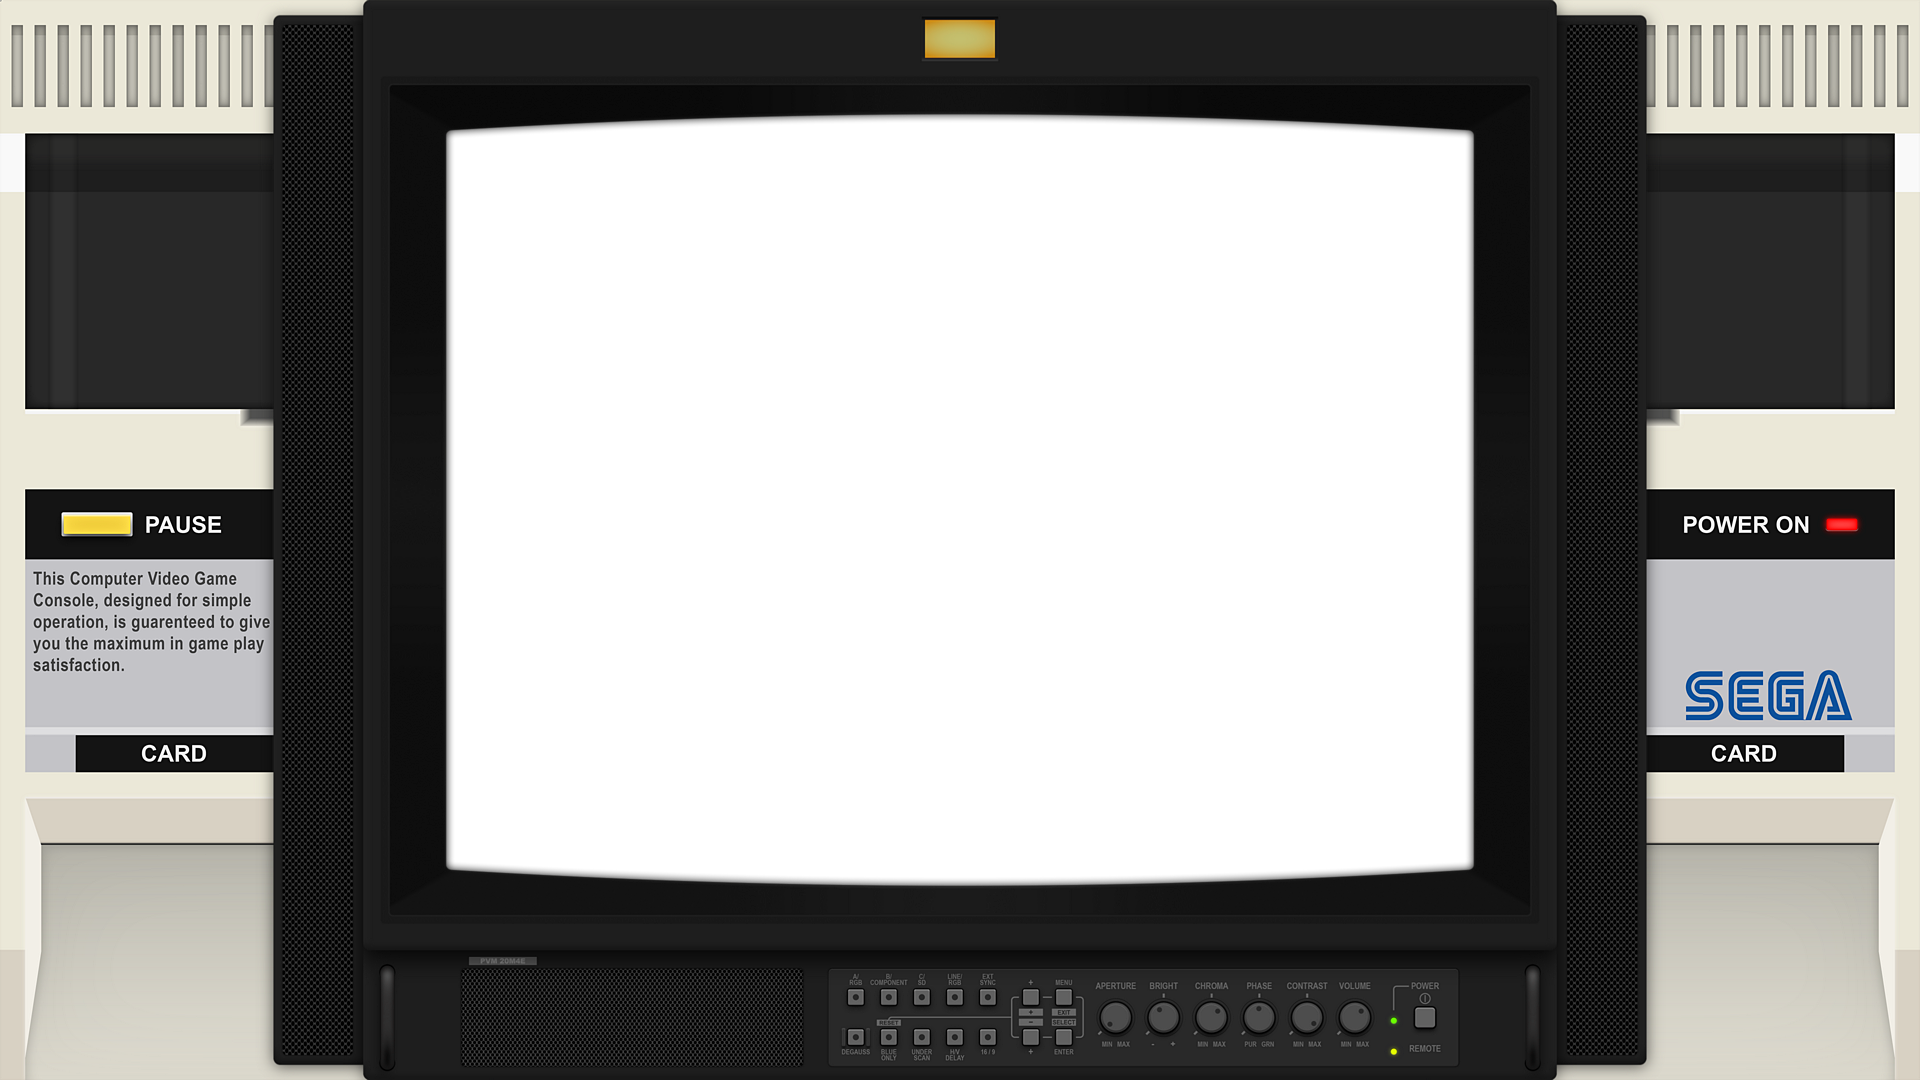 PAUSE
This Computer Video Game
Console, designed for simple
operation, is guarenteed to give
you the maximum in game play
satisfaction.
CARD
POWER ON
SEGA
CARD
PVM 20M4E
A/ RGB
B/ COMPONENT
C/ SD
LINE/ RGB
EXT SYNC
+
MENU
APERTURE
BRIGHT
CHROMA
PHASE
CONTRAST
VOLUME
POWER
RESET
+
EXIT
−
SELECT
DEGAUSS
BLUE ONLY
UNDER SCAN
H/V DELAY
16 / 9
+
ENTER
MIN MAX
- +
MIN MAX
PUR GRN
MIN MAX
MIN MAX
REMOTE